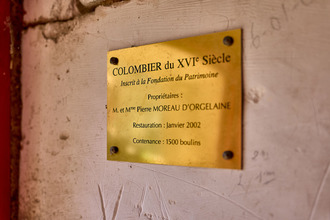 COLOMBIER du XVIe Siècle
Inscrit à la Fondation du Patrimoine
Propriétaires :
M. et Mme Pierre MOREAU D'ORGELAINE
Restauration : Janvier 2002
Contenance : 1500 boulins